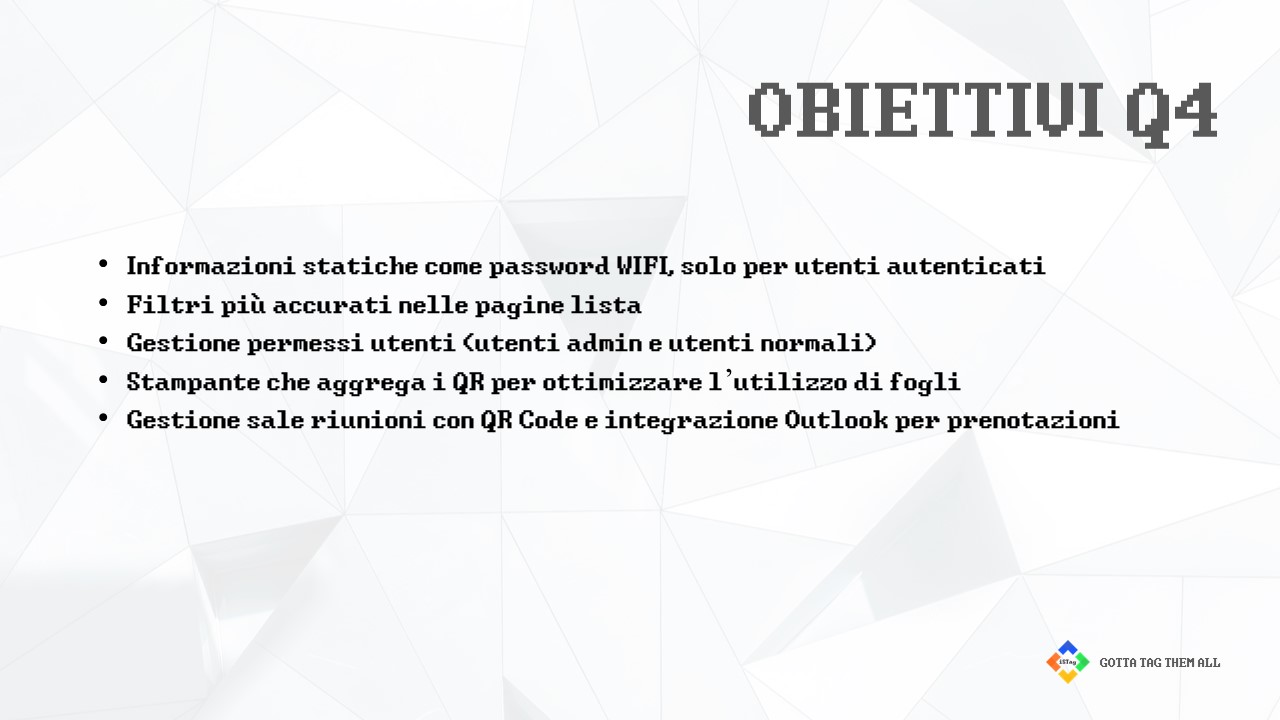 OBIETTIVI Q4
• Informazioni statiche come password WIFI, solo per utenti autenticati
• Filtri più accurati nelle pagine lista
• Gestione permessi utenti (utenti admin e utenti normali)
• Stampante che aggrega i QR per ottimizzare l'utilizzo di fogli
• Gestione sale riunioni con QR Code e integrazione Outlook per prenotazioni
GOTTA TAG THEM ALL